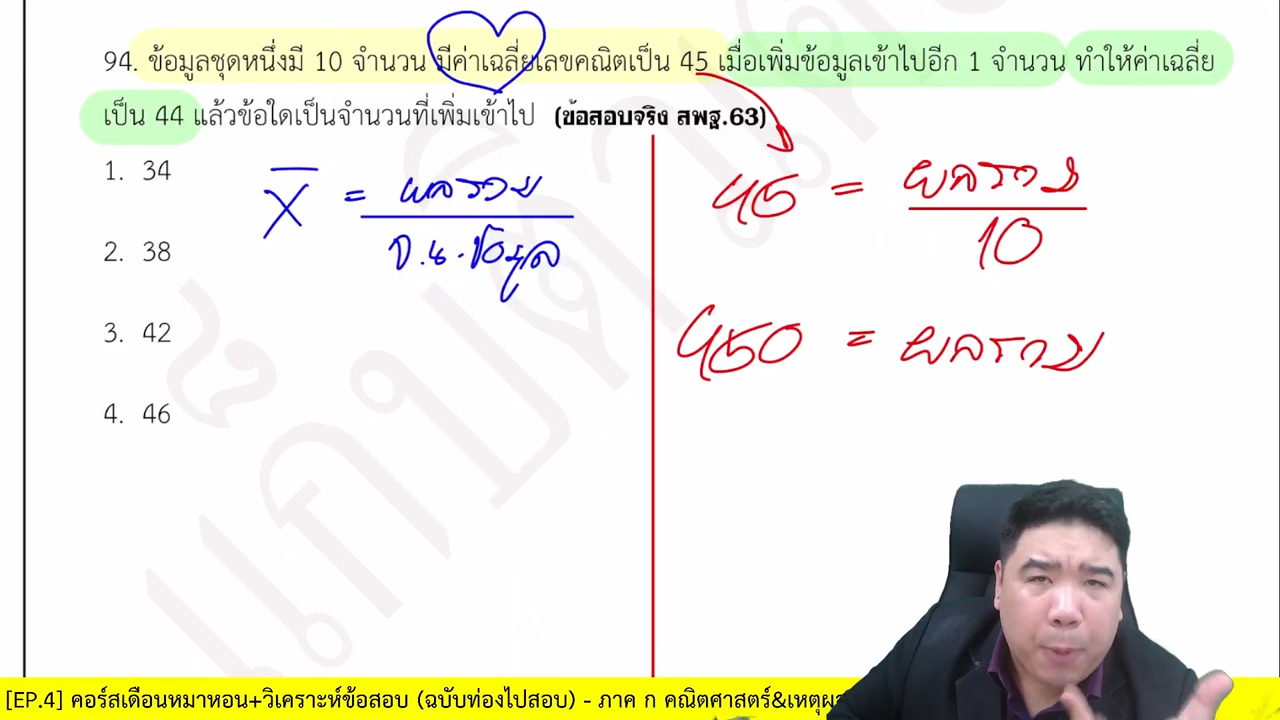 94. ข้อมูลชุดหนึ่งมี 10 จำนวน มีค่าเฉลี่ยเลขคณิตเป็น 45 เมื่อเพิ่มข้อมูลเข้าไปอีก 1 จำนวน ทำให้ค่าเฉลี่ย
เป็น 44 แล้วข้อใดเป็นจำนวนที่เพิ่มเข้าไป (ข้อสอบจริง สพฐ.63)
1. 34
2. 38
3. 42
4. 46
X̄ = ผลรวม
จ.น.ข้อมูล
45 = ผลรวม
10
450 = ผลรวม
[EP.4] คอร์สเดือนหมาหอน+วิเคราะห์ข้อสอบ (ฉบับท่องไปสอบ) - ภาค ก คณิตศาสตร์&เหตุผ